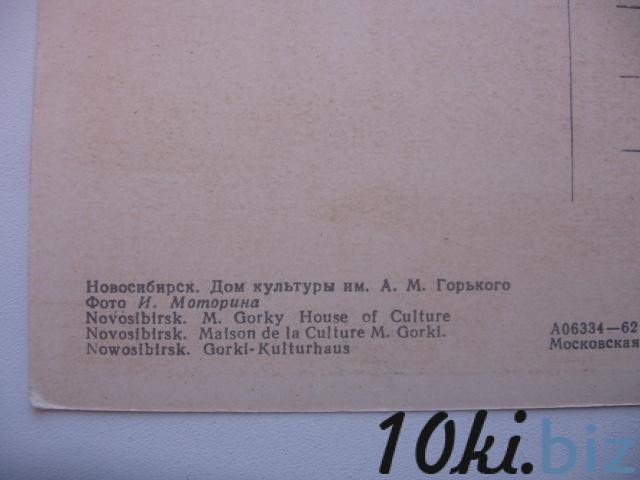 Новосибирск. Дом культуры им. А. М. Горького
Фото И. Моторина
Novosibirsk. M. Gorky House of Culture
Novosibirsk. Maison de la Culture M. Gorki.
Nowosibirsk. Gorki-Kulturhaus
А06334—62
Московская
10ki.biz